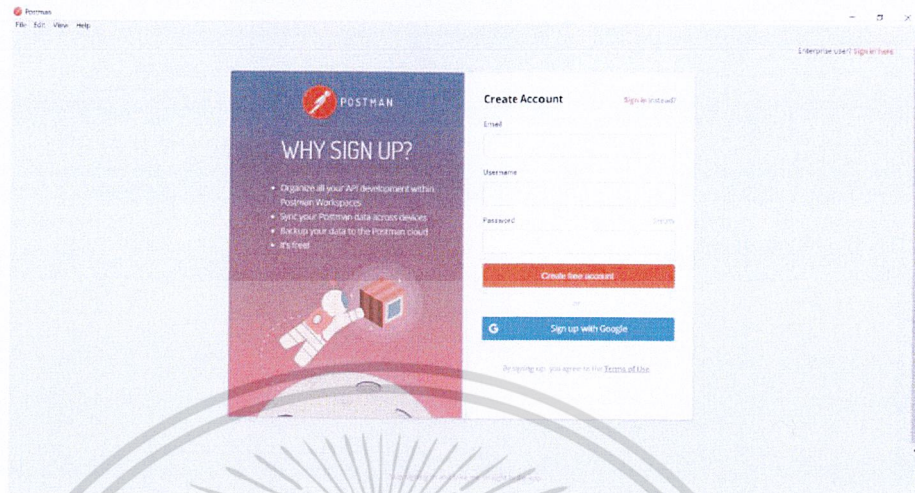 Postman
File Edit View Help
Enterprise user? Sign in here
POSTMAN
WHY SIGN UP?
• Organize all your API development within
Postman Workspaces
• Sync your Postman data across devices
• Backup your data to the Postman cloud
• It's free!
Create Account
Sign in instead?
Email
Username
Password
Create free account
or
G Sign up with Google
By signing up, you agree to the Terms of Use